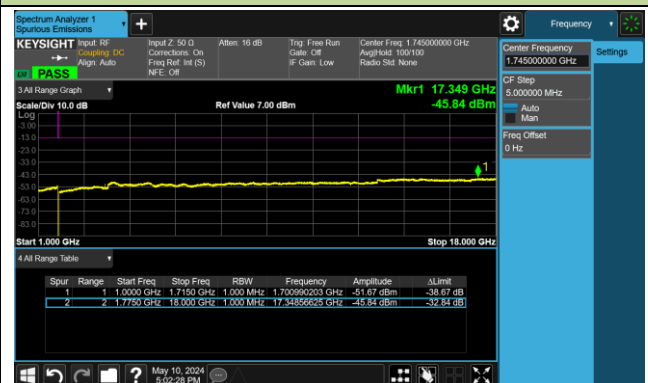 Spectrum Analyzer 1
Spurious Emissions
Frequency
KEYSIGHT Input: RF Input Z: 50 Ω Atten: 16 dB Trig: Free Run Center Freq: 1.745000000 GHz
Coupling: DC Corrections: On Gate: Off Avg|Hold: 100/100
Align: Auto Freq Ref: Int (S) IF Gain: Low Radio Std: None
PASS NFE: Off
Center Frequency
1.745000000 GHz
Settings
CF Step
5.000000 MHz
Auto
Man
Freq Offset
0 Hz
3 All Range Graph
Mkr1 17.349 GHz
Scale/Div 10.0 dB Ref Value 7.00 dBm -45.84 dBm
Log
-3.00
-13.0
-23.0
-33.0
-43.0
-53.0
-63.0
-73.0
-83.0
1
Start 1.000 GHz Stop 18.000 GHz
4 All Range Table
Spur Range Start Freq Stop Freq RBW Frequency Amplitude ΔLimit
1 1 1.0000 GHz 1.7150 GHz 1.000 MHz 1.700990203 GHz -51.67 dBm -38.67 dB
2 2 1.7750 GHz 18.000 GHz 1.000 MHz 17.34856625 GHz -45.84 dBm -32.84 dB
?
May 10, 2024
5:02:28 PM